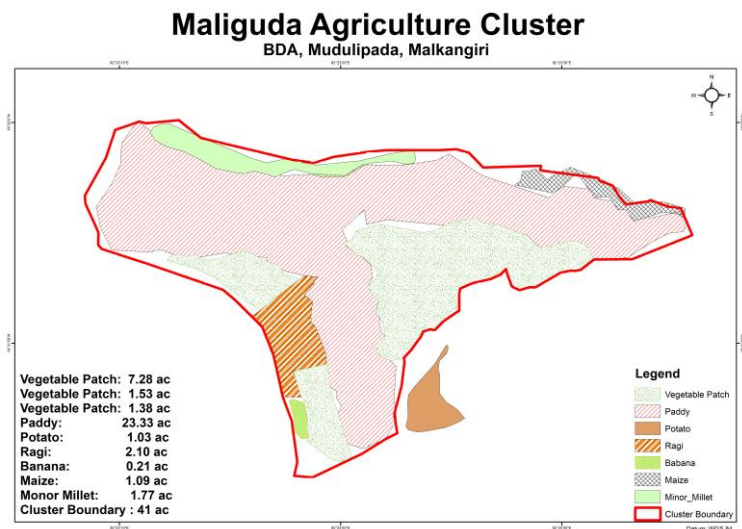 Maliguda Agriculture Cluster
BDA, Mudulipada, Malkangiri
N
W E
S
Vegetable Patch: 7.28 ac
Vegetable Patch: 1.53 ac
Vegetable Patch: 1.38 ac
Paddy: 23.33 ac
Potato: 1.03 ac
Ragi: 2.10 ac
Banana: 0.21 ac
Maize: 1.09 ac
Monor Millet: 1.77 ac
Cluster Boundary : 41 ac
Legend
Vegetable Patch
Paddy
Potato
Ragi
Babana
Maize
Minor_Millet
Cluster Boundary